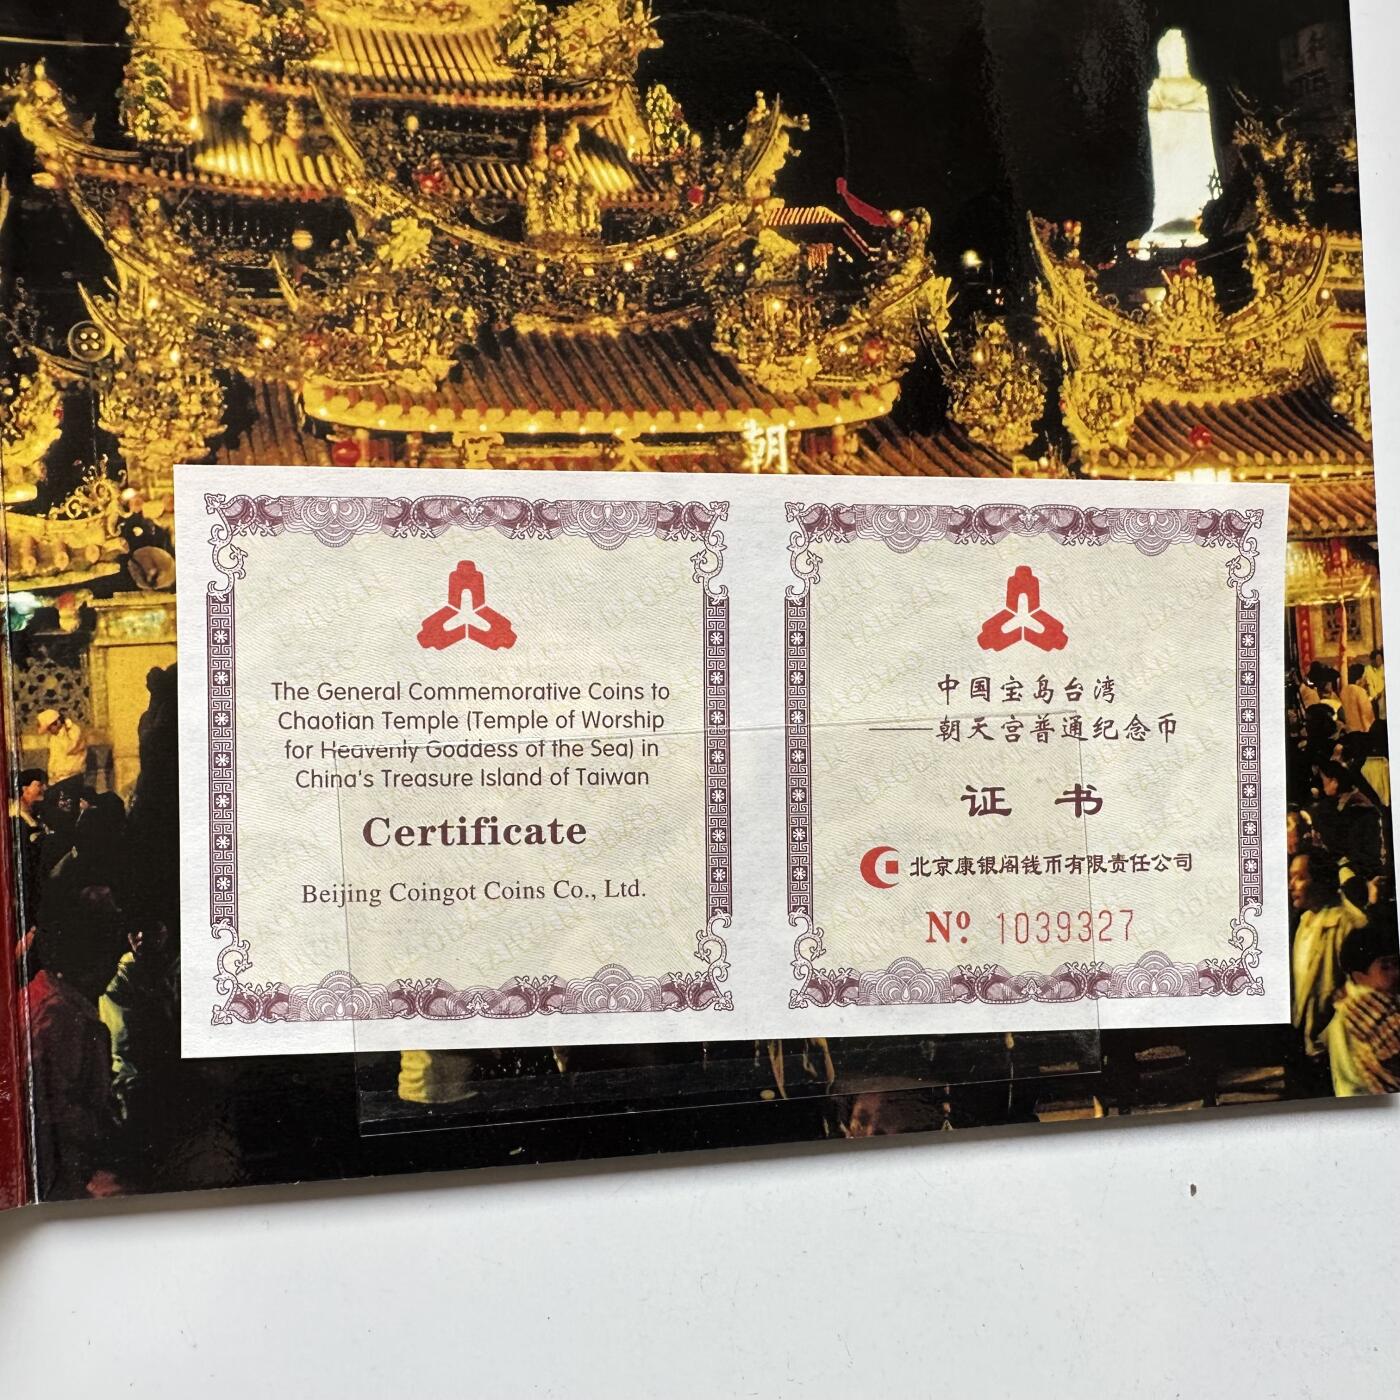 朝
The General Commemorative Coins to
Chaotian Temple (Temple of Worship
for Heavenly Goddess of the Sea) in
China's Treasure Island of Taiwan
Certificate
Beijing Coingot Coins Co., Ltd.
中国宝岛台湾
——朝天宫普通纪念币
证 书
北京康银阁钱币有限责任公司
Nº 1039327